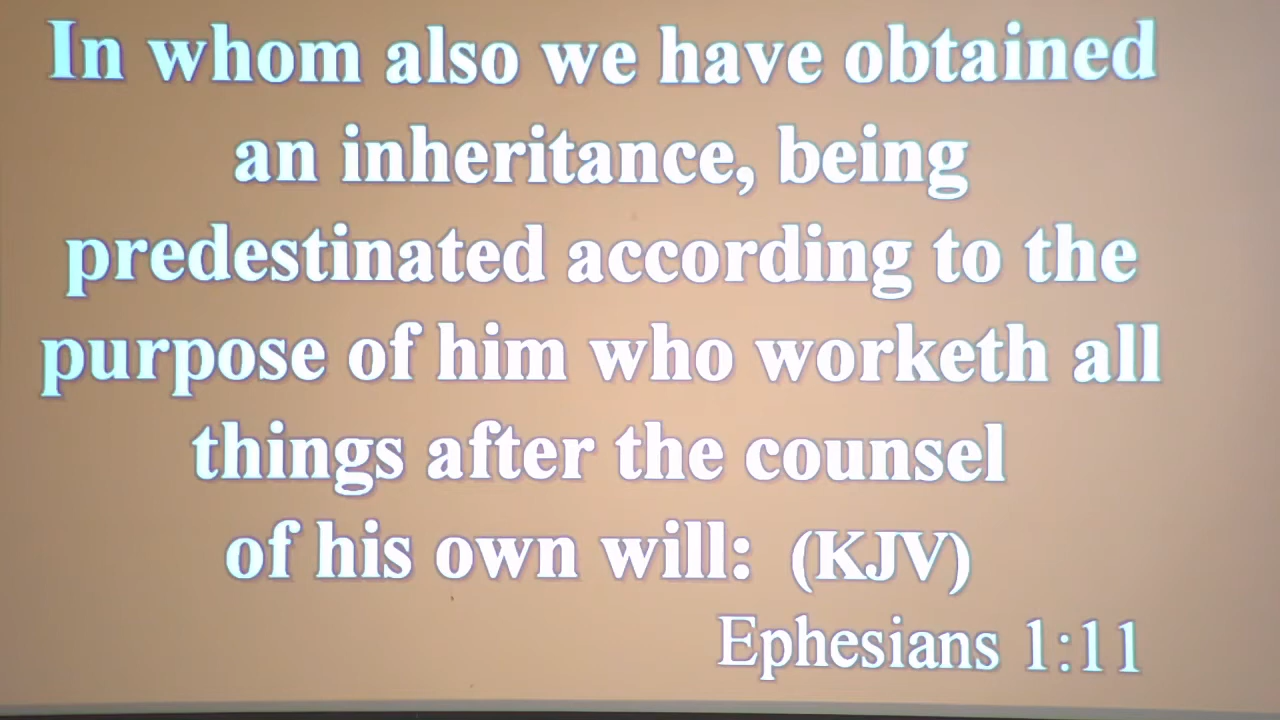 In whom also we have obtained
an inheritance, being
predestinated according to the
purpose of him who worketh all
things after the counsel
of his own will: (KJV)
Ephesians 1:11